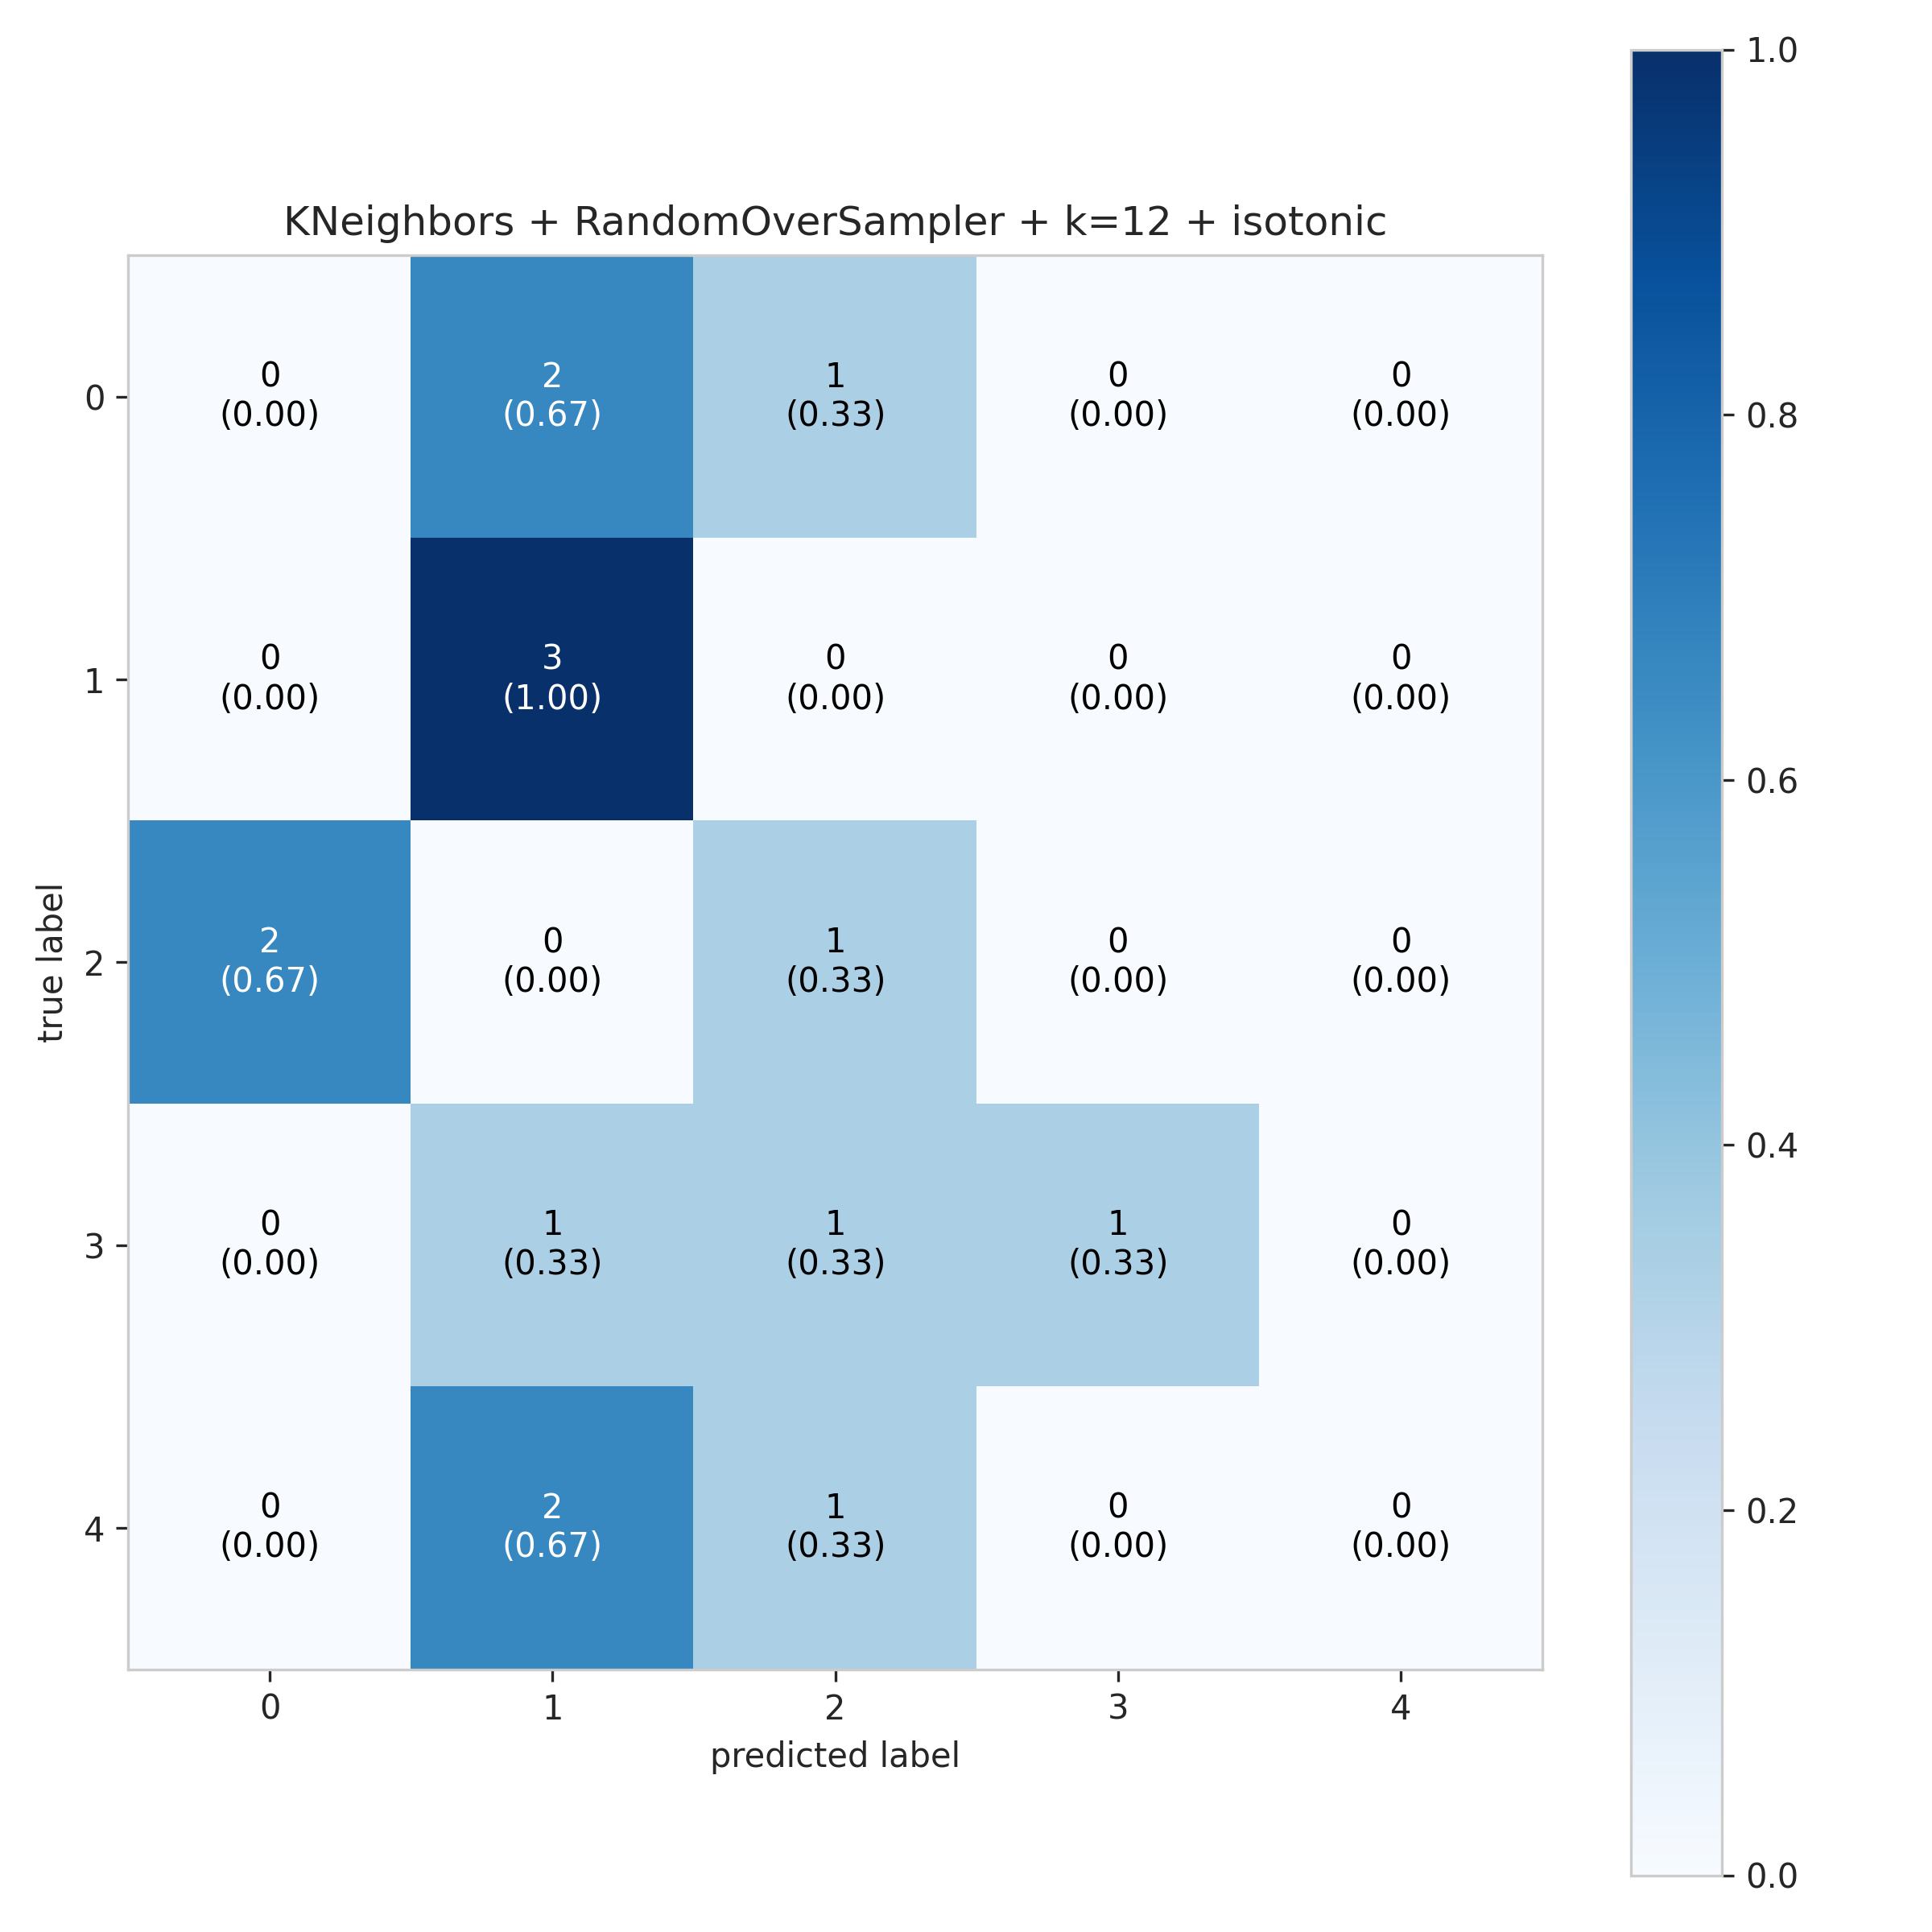 KNeighbors + RandomOverSampler + k=12 + isotonic
1.0
0.8
0.6
0.4
0.2
0.0
true label
0
0 2 1 0 0
(0.00) (0.67) (0.33) (0.00) (0.00)
1
0 3 0 0 0
(0.00) (1.00) (0.00) (0.00) (0.00)
2
2 0 1 0 0
(0.67) (0.00) (0.33) (0.00) (0.00)
3
0 1 1 1 0
(0.00) (0.33) (0.33) (0.33) (0.00)
4
0 2 1 0 0
(0.00) (0.67) (0.33) (0.00) (0.00)
0 1 2 3 4
predicted label